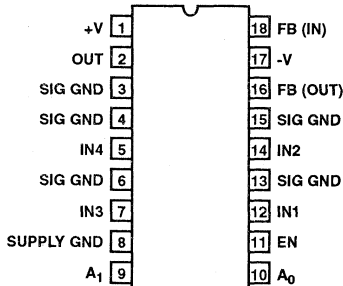 +V 1 18 FB (IN)
OUT 2 17 -V
SIG GND 3 16 FB (OUT)
SIG GND 4 15 SIG GND
IN4 5 14 IN2
SIG GND 6 13 SIG GND
IN3 7 12 IN1
SUPPLY GND 8 11 EN
A1 9 10 A0